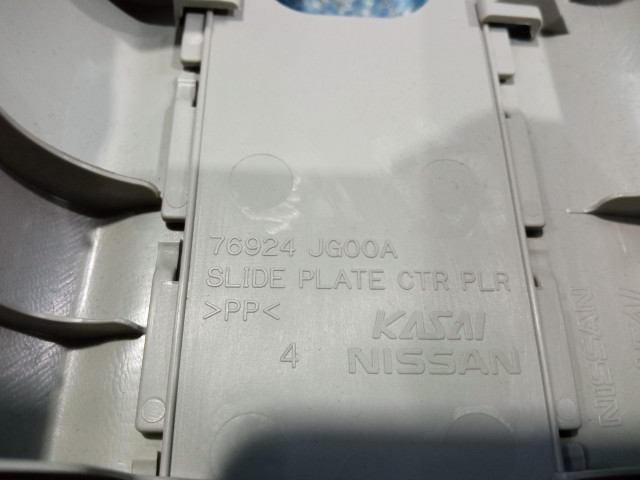 76924 JG00A
SLIDE PLATE CTR PLR
>PP<
KASAI
4
NISSAN
NISSAN